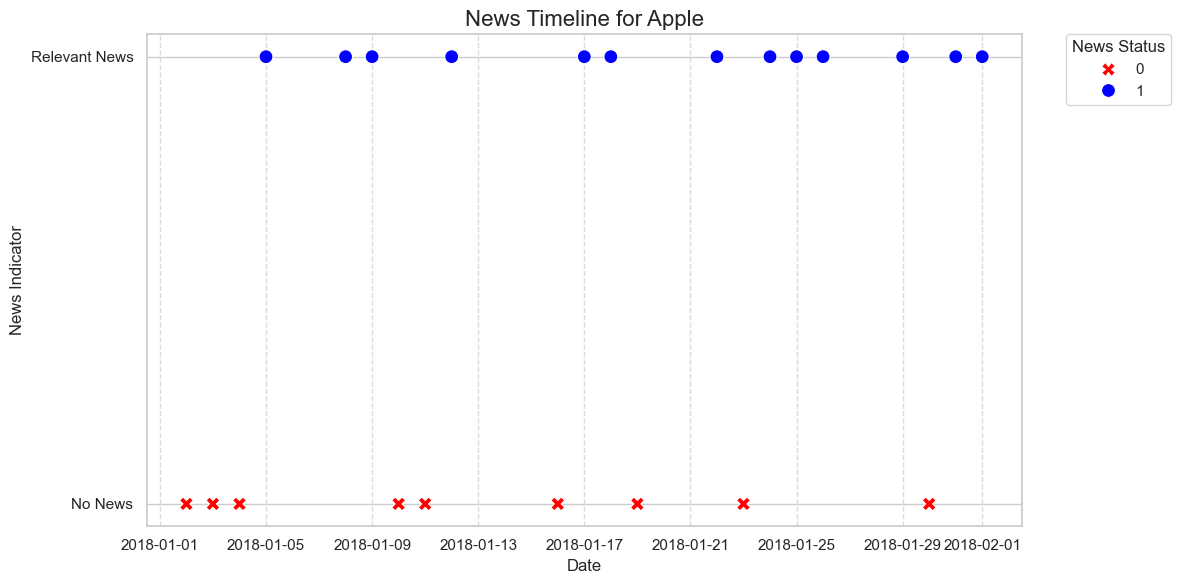 News Timeline for Apple
Relevant News
No News
News Indicator
2018-01-01
2018-01-05
2018-01-09
2018-01-13
2018-01-17
2018-01-21
2018-01-25
2018-01-29
2018-02-01
Date
News Status
0
1